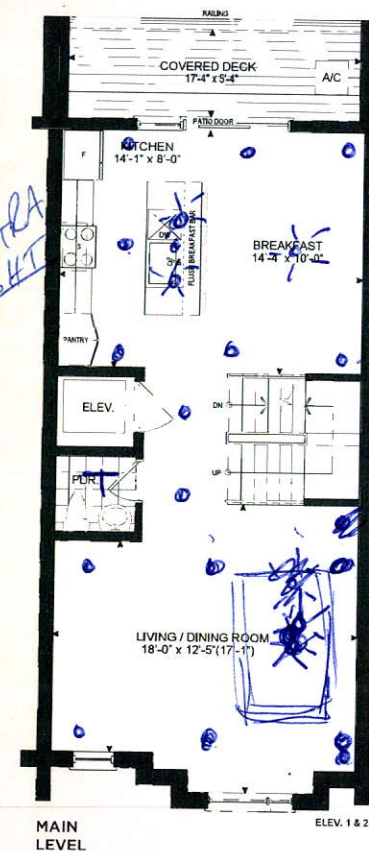 RAILING
COVERED DECK
17'-4" x 5'-4"
A/C
PATIO DOOR
KITCHEN
14'-1" x 8'-0"
F
DW
FLUSH BREAKFAST BAR
BREAKFAST
14'-4" x 10'-0"
S
PANTRY
ELEV.
DN
UP
PDR.
LIVING / DINING ROOM
18'-0" x 12'-5"(17'-1")
MAIN
LEVEL
ELEV. 1 & 2